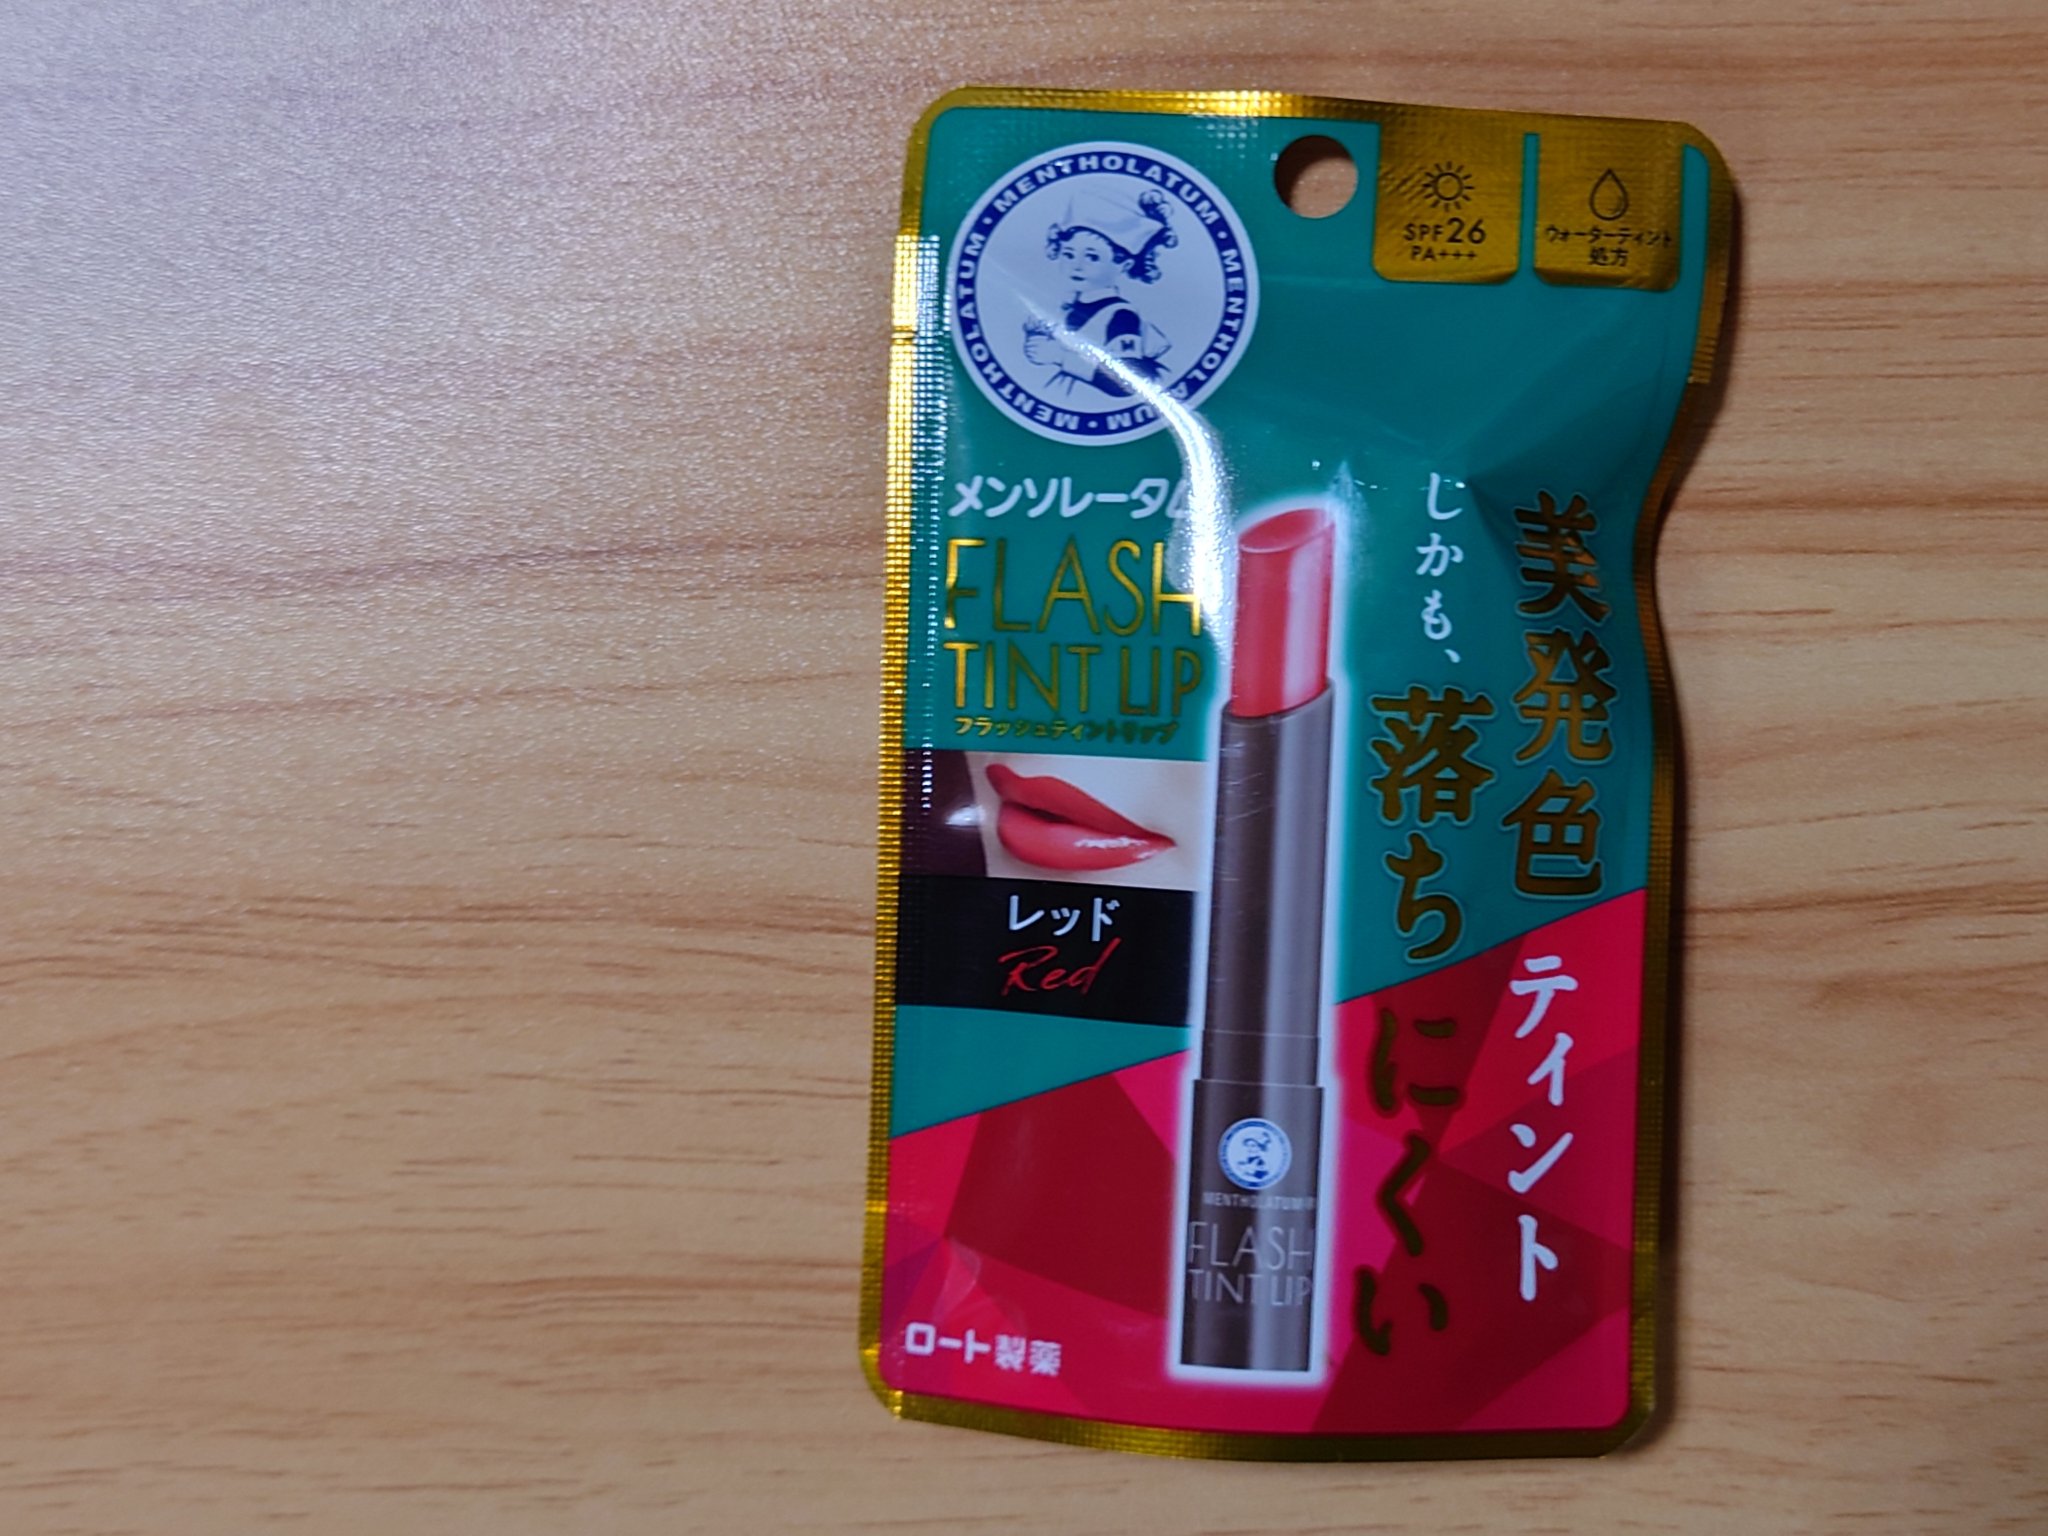 MENTHOLATUM・MENTHOLATUM・MENTHOLATUM・MENTHOLATUM・
M
SPF26
PA+++
ウォーターティント
処方
メンソレータム
FLASH
TINT LIP
フラッシュティントリップ
レッド
Red
美発色ティント
しかも、落ちにくい
MENTHOLATUM
FLASH
TINT LIP
ロート製薬